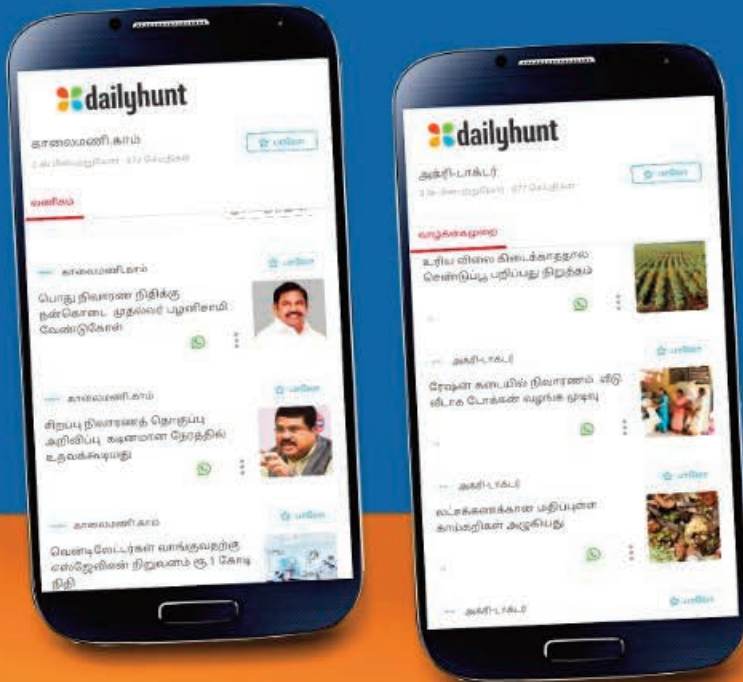 dailyhunt
காலைமணி.காம்
பாலோ
வணிகம்
காலைமணி.காம்
பாலோ
பொது நிவாரண நிதிக்கு
நன்கொடை முதல்வர் பழனிசாமி
வேண்டுகோள்
காலைமணி.காம்
பாலோ
சிறப்பு நிவாரணத் தொகுப்பு
அறிவிப்பு கடினமான நேரத்தில்
உதவக்கூடியது
காலைமணி.காம்
பாலோ
வென்டிலேட்டர்கள் வாங்குவதற்கு
எஸ்ஜேவிஎன் நிறுவனம் ரூ.1 கோடி
நிதி
dailyhunt
அக்ரி-டாக்டர்
பாலோ
வாழ்க்கைமுறை
உரிய விலை கிடைக்காததால்
செண்டுப்பூ பறிப்பது நிறுத்தம்
அக்ரி-டாக்டர்
பாலோ
ரேஷன் கடையில் நிவாரணம் வீடு
வீடாக டோக்கன் வழங்க முடிவு
அக்ரி-டாக்டர்
பாலோ
லட்சக்கணக்கான மதிப்புள்ள
காய்கறிகள் அழுகியது
அக்ரி-டாக்டர்
பாலோ